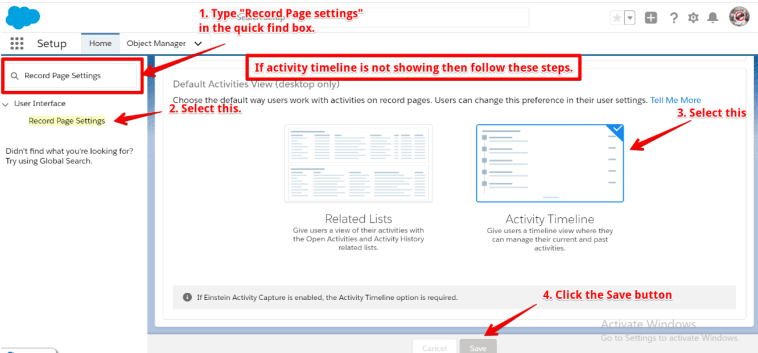 1. Type "Record Page settings"
in the quick find box.
Setup
Home
Object Manager
Record Page Settings
If activity timeline is not showing then follow these steps.
Default Activities View (desktop only)
User Interface
Choose the default way users work with activities on record pages. Users can change this preference in their user settings. Tell Me More
2. Select this.
3. Select this
Record Page Settings
Didn't find what you're looking for?
Try using Global Search.
Related Lists
Give users a view of their activities with
the Open Activities and Activity History
related lists.
Activity Timeline
Give users a timeline view where they
can manage their current and past
activities.
If Einstein Activity Capture is enabled, the Activity Timeline option is required.
4. Click the Save button
Activate Windows
Go to Settings to activate Windows.
Cancel
Save